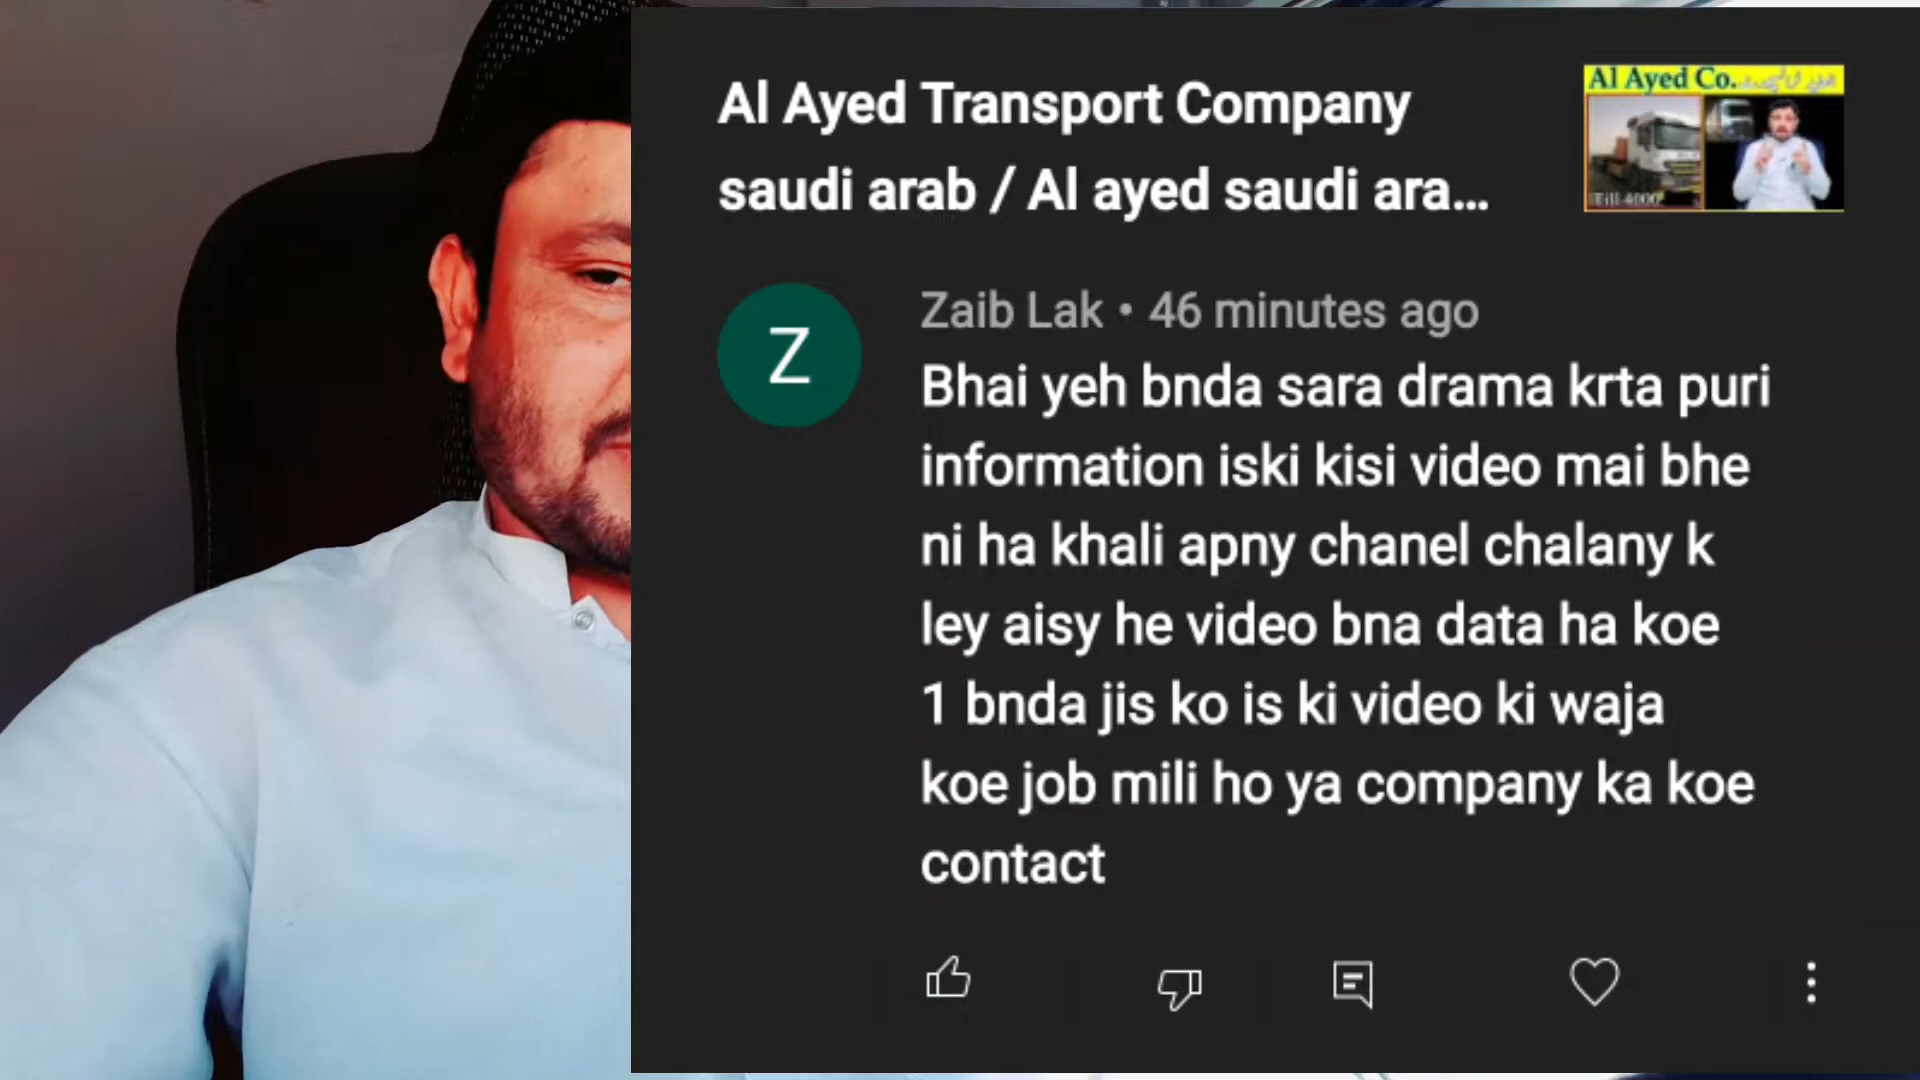 Al Ayed Transport Company
saudi arab / Al ayed saudi ara...
Al Ayed Co.
Till 4000
Z
Zaib Lak • 46 minutes ago
Bhai yeh bnda sara drama krta puri
information iski kisi video mai bhe
ni ha khali apny chanel chalany k
ley aisy he video bna data ha koe
1 bnda jis ko is ki video ki waja
koe job mili ho ya company ka koe
contact